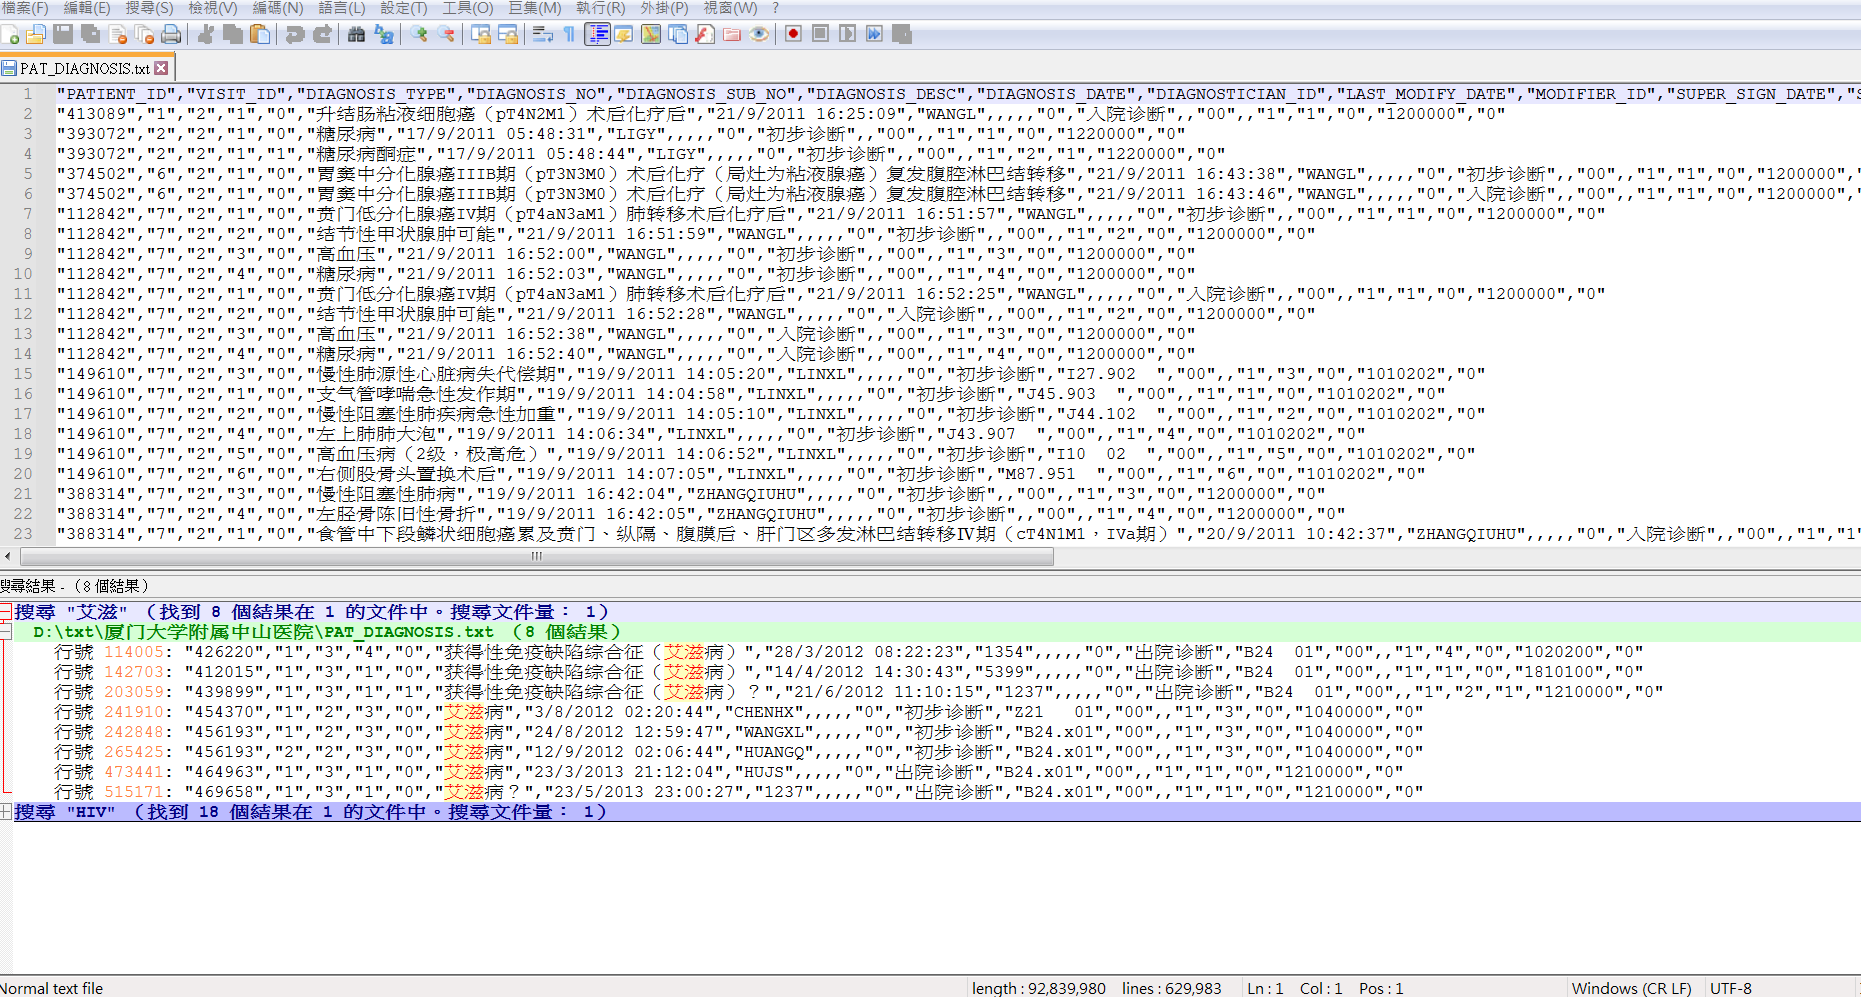 檔案(F) 編輯(E) 搜尋(S) 檢視(V) 編碼(N) 語言(L) 設定(T) 工具(O) 巨集(M) 執行(R) 外掛(P) 視窗(W) ?
PAT_DIAGNOSIS.txt
1 "PATIENT_ID","VISIT_ID","DIAGNOSIS_TYPE","DIAGNOSIS_NO","DIAGNOSIS_SUB_NO","DIAGNOSIS_DESC","DIAGNOSIS_DATE","DIAGNOSTICIAN_ID","LAST_MODIFY_DATE","MODIFIER_ID","SUPER_SIGN_DATE","S
2 "413089","1","2","1","0","升结肠粘液细胞癌（pT4N2M1）术后化疗后","21/9/2011 16:25:09","WANGL",,,,,"0","入院诊断",,"00",,"1","1","0","1200000","0"
3 "393072","2","2","1","0","糖尿病","17/9/2011 05:48:31","LIGY",,,,,"0","初步诊断",,"00",,"1","1","0","1220000","0"
4 "393072","2","2","1","1","糖尿病酮症","17/9/2011 05:48:44","LIGY",,,,,"0","初步诊断",,"00",,"1","2","1","1220000","0"
5 "374502","6","2","1","0","胃窦中分化腺癌IIIB期（pT3N3M0）术后化疗（局灶为粘液腺癌）复发腹腔淋巴结转移","21/9/2011 16:43:38","WANGL",,,,,"0","初步诊断",,"00",,"1","1","0","1200000","
6 "374502","6","2","1","0","胃窦中分化腺癌IIIB期（pT3N3M0）术后化疗（局灶为粘液腺癌）复发腹腔淋巴结转移","21/9/2011 16:43:46","WANGL",,,,,"0","入院诊断",,"00",,"1","1","0","1200000","
7 "112842","7","2","1","0","贲门低分化腺癌IV期（pT4aN3aM1）肺转移术后化疗后","21/9/2011 16:51:57","WANGL",,,,,"0","初步诊断",,"00",,"1","1","0","1200000","0"
8 "112842","7","2","2","0","结节性甲状腺肿可能","21/9/2011 16:51:59","WANGL",,,,,"0","初步诊断",,"00",,"1","2","0","1200000","0"
9 "112842","7","2","3","0","高血压","21/9/2011 16:52:00","WANGL",,,,,"0","初步诊断",,"00",,"1","3","0","1200000","0"
10 "112842","7","2","4","0","糖尿病","21/9/2011 16:52:03","WANGL",,,,,"0","初步诊断",,"00",,"1","4","0","1200000","0"
11 "112842","7","2","1","0","贲门低分化腺癌IV期（pT4aN3aM1）肺转移术后化疗后","21/9/2011 16:52:25","WANGL",,,,,"0","入院诊断",,"00",,"1","1","0","1200000","0"
12 "112842","7","2","2","0","结节性甲状腺肿可能","21/9/2011 16:52:28","WANGL",,,,,"0","入院诊断",,"00",,"1","2","0","1200000","0"
13 "112842","7","2","3","0","高血压","21/9/2011 16:52:38","WANGL",,,,,"0","入院诊断",,"00",,"1","3","0","1200000","0"
14 "112842","7","2","4","0","糖尿病","21/9/2011 16:52:40","WANGL",,,,,"0","入院诊断",,"00",,"1","4","0","1200000","0"
15 "149610","7","2","3","0","慢性肺源性心脏病失代偿期","19/9/2011 14:05:20","LINXL",,,,,"0","初步诊断","I27.902  ","00",,"1","3","0","1010202","0"
16 "149610","7","2","1","0","支气管哮喘急性发作期","19/9/2011 14:04:58","LINXL",,,,,"0","初步诊断","J45.903  ","00",,"1","1","0","1010202","0"
17 "149610","7","2","2","0","慢性阻塞性肺疾病急性加重","19/9/2011 14:05:10","LINXL",,,,,"0","初步诊断","J44.102  ","00",,"1","2","0","1010202","0"
18 "149610","7","2","4","0","左上肺肺大泡","19/9/2011 14:06:34","LINXL",,,,,"0","初步诊断","J43.907  ","00",,"1","4","0","1010202","0"
19 "149610","7","2","5","0","高血压病（2级，极高危）","19/9/2011 14:06:52","LINXL",,,,,"0","初步诊断","I10  02  ","00",,"1","5","0","1010202","0"
20 "149610","7","2","6","0","右侧股骨头置换术后","19/9/2011 14:07:05","LINXL",,,,,"0","初步诊断","M87.951  ","00",,"1","6","0","1010202","0"
21 "388314","7","2","3","0","慢性阻塞性肺病","19/9/2011 16:42:04","ZHANGQIUHU",,,,,"0","初步诊断",,"00",,"1","3","0","1200000","0"
22 "388314","7","2","4","0","左胫骨陈旧性骨折","19/9/2011 16:42:05","ZHANGQIUHU",,,,,"0","初步诊断",,"00",,"1","4","0","1200000","0"
23 "388314","7","2","1","0","食管中下段鳞状细胞癌累及贲门、纵隔、腹膜后、肝门区多发淋巴结转移Ⅳ期（cT4N1M1，IVa期）","20/9/2011 10:42:37","ZHANGQIUHU",,,,,"0","入院诊断",,"00",,"1","1"
搜尋結果 - （8 個結果）
搜尋 "艾滋" （找到 8 個結果在 1 的文件中。搜尋文件量： 1）
D:\txt\厦门大学附属中山医院\PAT_DIAGNOSIS.txt （8 個結果）
行號 114005: "426220","1","3","4","0","获得性免疫缺陷综合征（艾滋病）","28/3/2012 08:22:23","1354",,,,,"0","出院诊断","B24  01","00",,"1","4","0","1020200","0"
行號 142703: "412015","1","3","1","0","获得性免疫缺陷综合征（艾滋病）","14/4/2012 14:30:43","5399",,,,,"0","出院诊断","B24  01","00",,"1","1","0","1810100","0"
行號 203059: "439899","1","3","1","1","获得性免疫缺陷综合征（艾滋病）？","21/6/2012 11:10:15","1237",,,,,"0","出院诊断","B24  01","00",,"1","2","1","1210000","0"
行號 241910: "454370","1","2","3","0","艾滋病","3/8/2012 02:20:44","CHENHX",,,,,"0","初步诊断","Z21   01","00",,"1","3","0","1040000","0"
行號 242848: "456193","1","2","3","0","艾滋病","24/8/2012 12:59:47","WANGXL",,,,,"0","初步诊断","B24.x01","00",,"1","3","0","1040000","0"
行號 265425: "456193","2","2","3","0","艾滋病","12/9/2012 02:06:44","HUANGQ",,,,,"0","初步诊断","B24.x01","00",,"1","3","0","1040000","0"
行號 473441: "464963","1","3","1","0","艾滋病","23/3/2013 21:12:04","HUJS",,,,,"0","出院诊断","B24.x01","00",,"1","1","0","1210000","0"
行號 515171: "469658","1","3","1","0","艾滋病？","23/5/2013 23:00:27","1237",,,,,"0","出院诊断","B24.x01","00",,"1","1","0","1210000","0"
搜尋 "HIV" （找到 18 個結果在 1 的文件中。搜尋文件量： 1）
Normal text file length : 92,839,980 lines : 629,983 Ln : 1 Col : 1 Pos : 1 Windows (CR LF) UTF-8